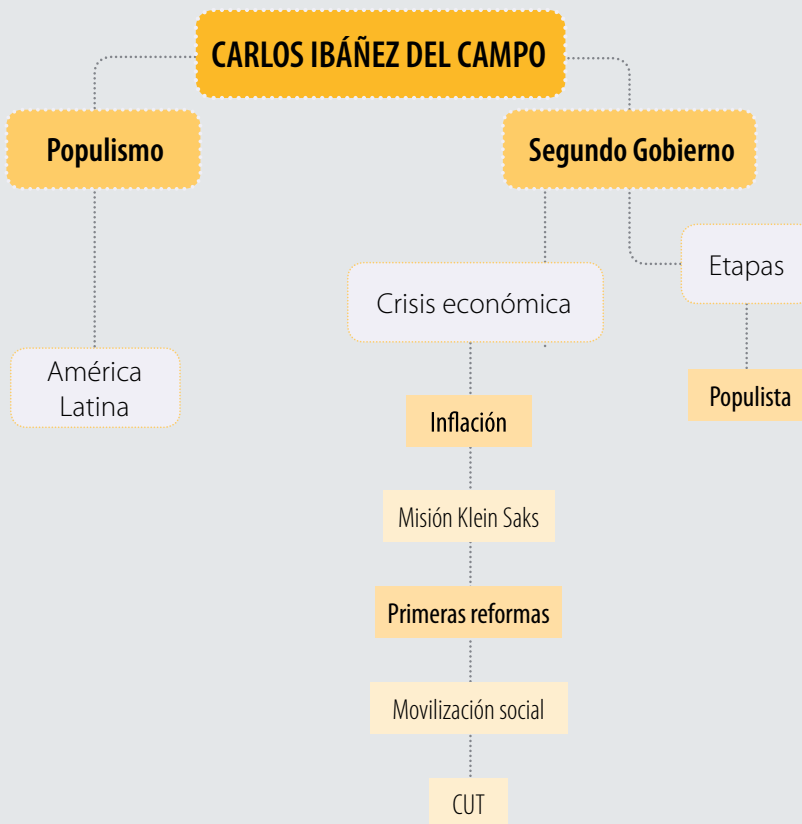 CARLOS IBÁÑEZ DEL CAMPO
Populismo
Segundo Gobierno
Etapas
Crisis económica
América
Latina
Populista
Inflación
Misión Klein Saks
Primeras reformas
Movilización social
CUT